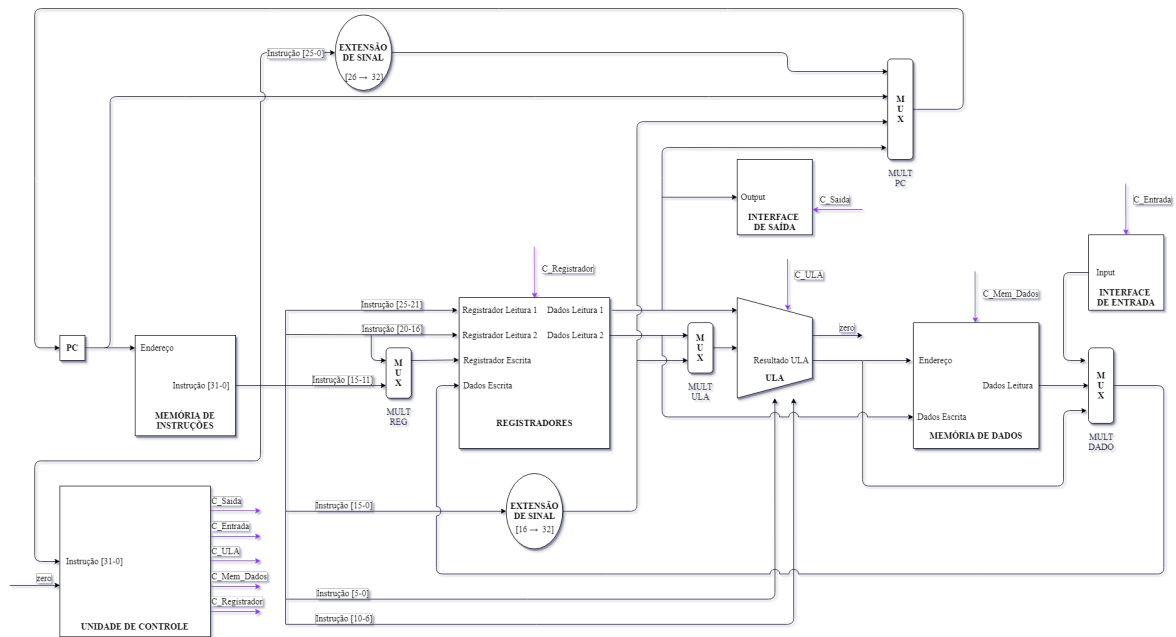 Instrução [25-0]
EXTENSÃO
DE SINAL
[26 → 32]
M
U
X
MULT
PC
Output
INTERFACE
DE SAÍDA
C_Saida
C_Entrada
Input
INTERFACE
DE ENTRADA
C_Registrador
C_ULA
C_Mem_Dados
PC
Endereço
Instrução [31-0]
MEMÓRIA DE
INSTRUÇÕES
Instrução [25-21]
Instrução [20-16]
Instrução [15-11]
M
U
X
MULT
REG
Registrador Leitura 1
Dados Leitura 1
Registrador Leitura 2
Dados Leitura 2
Registrador Escrita
Dados Escrita
REGISTRADORES
M
U
X
MULT
ULA
zero
Resultado ULA
ULA
Endereço
Dados Leitura
Dados Escrita
MEMÓRIA DE DADOS
M
U
X
MULT
DADO
Instrução [15-0]
EXTENSÃO
DE SINAL
[16 → 32]
Instrução [31-0]
zero
UNIDADE DE CONTROLE
C_Saida
C_Entrada
C_ULA
C_Mem_Dados
C_Registrador
Instrução [5-0]
Instrução [10-6]